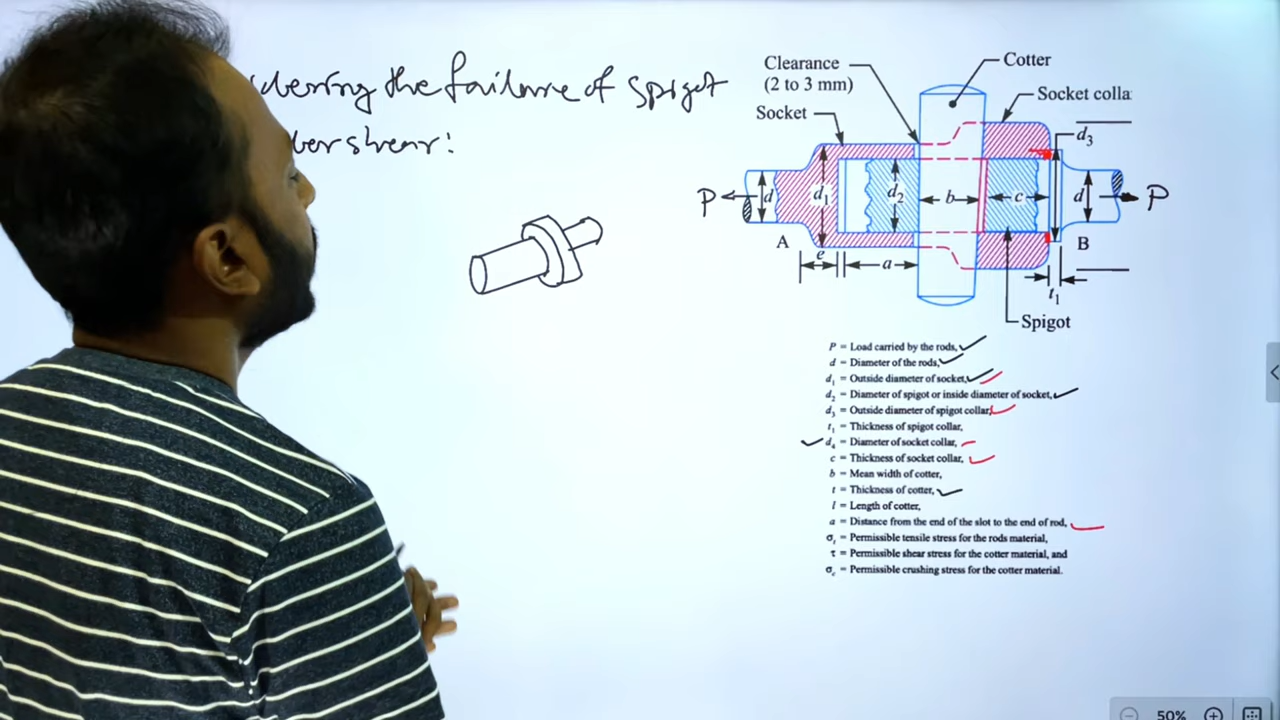 the failure of spigot
shear:
Clearance
(2 to 3 mm)
Cotter
Socket
Socket colla
d3
P
d
d1
d2
b
c
d
P
A
B
e
a
t1
Spigot
P = Load carried by the rods,
d = Diameter of the rods,
d1 = Outside diameter of socket,
d2 = Diameter of spigot or inside diameter of socket,
d3 = Outside diameter of spigot collar,
t1 = Thickness of spigot collar,
d4 = Diameter of socket collar,
c = Thickness of socket collar,
b = Mean width of cotter,
t = Thickness of cotter,
l = Length of cotter,
a = Distance from the end of the slot to the end of rod,
σt = Permissible tensile stress for the rods material,
τ = Permissible shear stress for the cotter material, and
σc = Permissible crushing stress for the cotter material.
50%